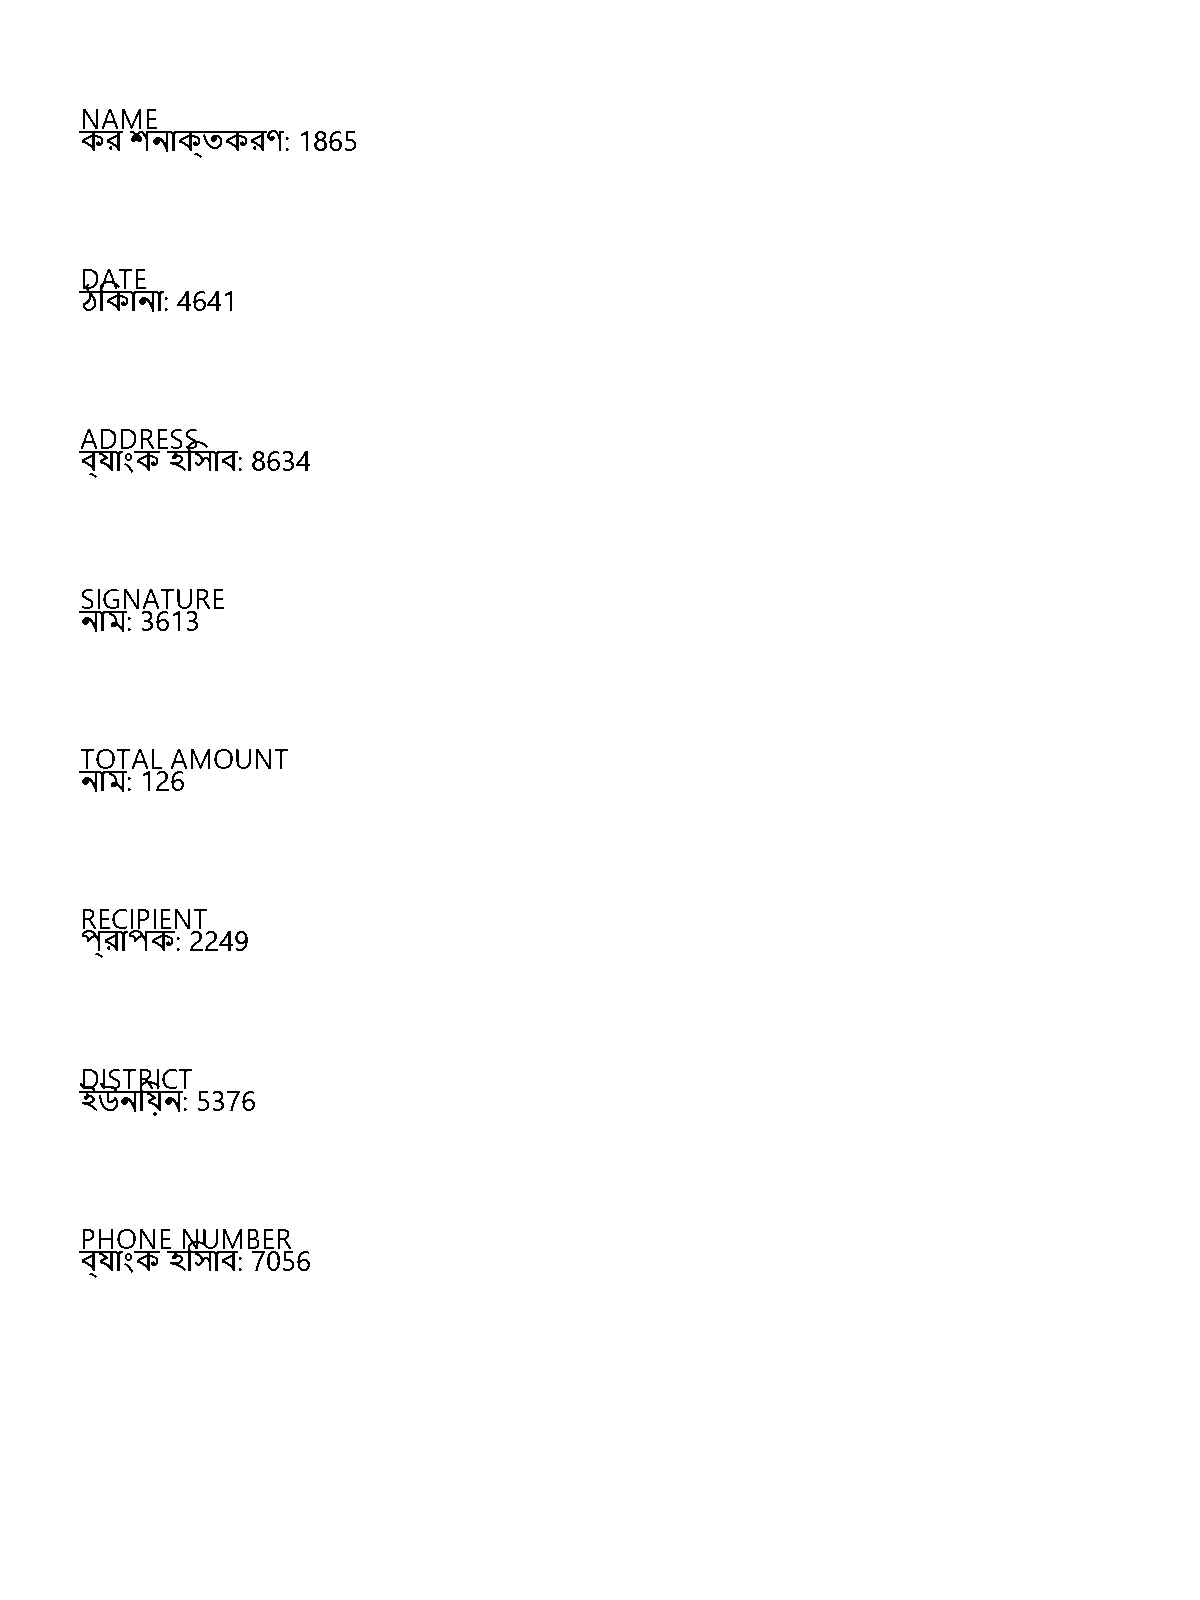 NAME
কর শনাক্তকরণ: 1865
DATE
ঠিকানা: 4641
ADDRESS
ব্যাংক হিসাব: 8634
SIGNATURE
নাম: 3613
TOTAL AMOUNT
নাম: 126
RECIPIENT
প্রাপক: 2249
DISTRICT
ইউনিয়ন: 5376
PHONE NUMBER
ব্যাংক হিসাব: 7056